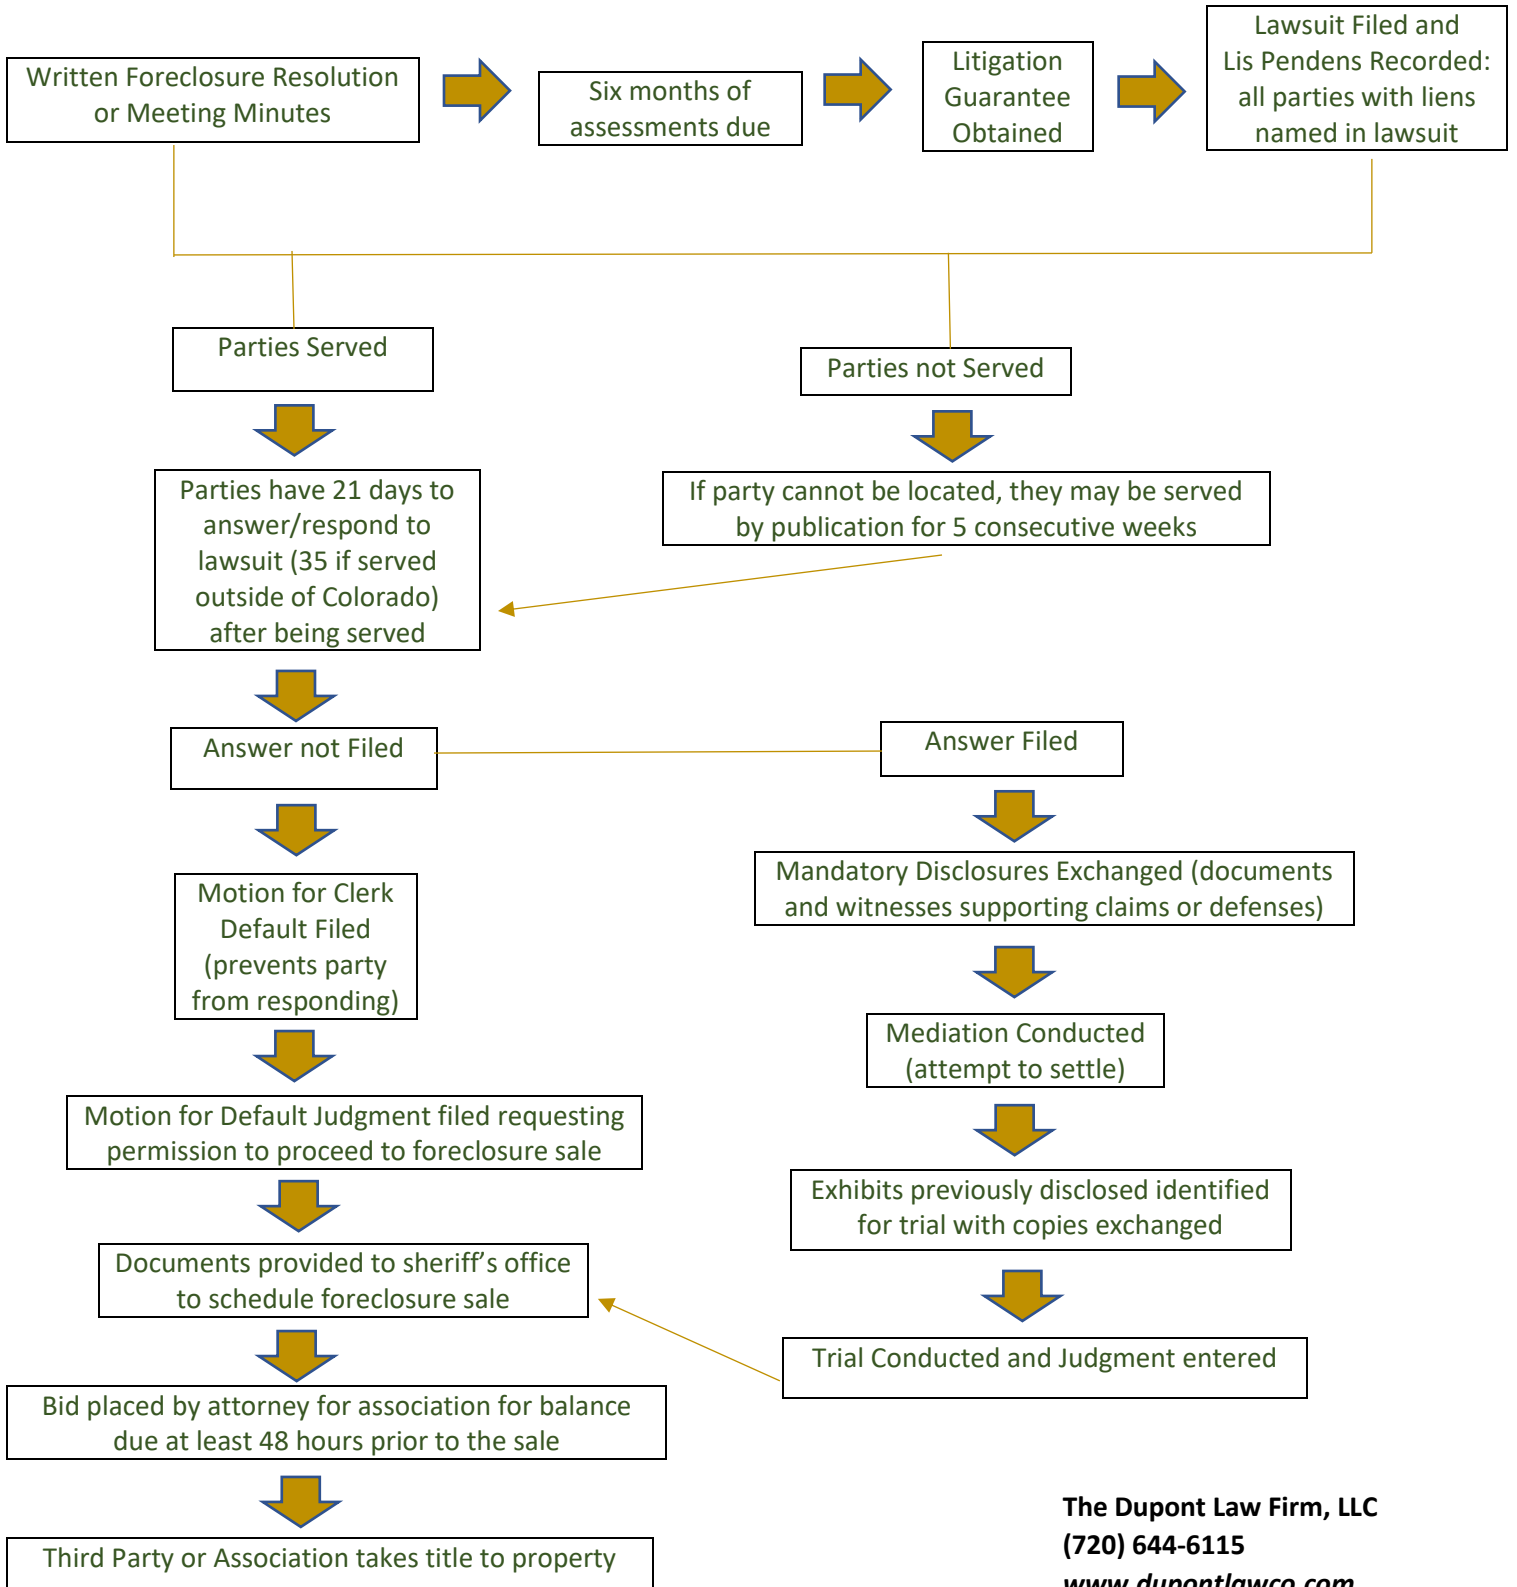 Written Foreclosure Resolution
or Meeting Minutes
Six months of
assessments due
Litigation
Guarantee
Obtained
Lawsuit Filed and
Lis Pendens Recorded:
all parties with liens
named in lawsuit
Parties Served
Parties not Served
Parties have 21 days to
answer/respond to
lawsuit (35 if served
outside of Colorado)
after being served
If party cannot be located, they may be served
by publication for 5 consecutive weeks
Answer not Filed
Answer Filed
Motion for Clerk
Default Filed
(prevents party
from responding)
Mandatory Disclosures Exchanged (documents
and witnesses supporting claims or defenses)
Mediation Conducted
(attempt to settle)
Motion for Default Judgment filed requesting
permission to proceed to foreclosure sale
Exhibits previously disclosed identified
for trial with copies exchanged
Documents provided to sheriff’s office
to schedule foreclosure sale
Trial Conducted and Judgment entered
Bid placed by attorney for association for balance
due at least 48 hours prior to the sale
Third Party or Association takes title to property
The Dupont Law Firm, LLC
(720) 644-6115
www.dupontlawco.com